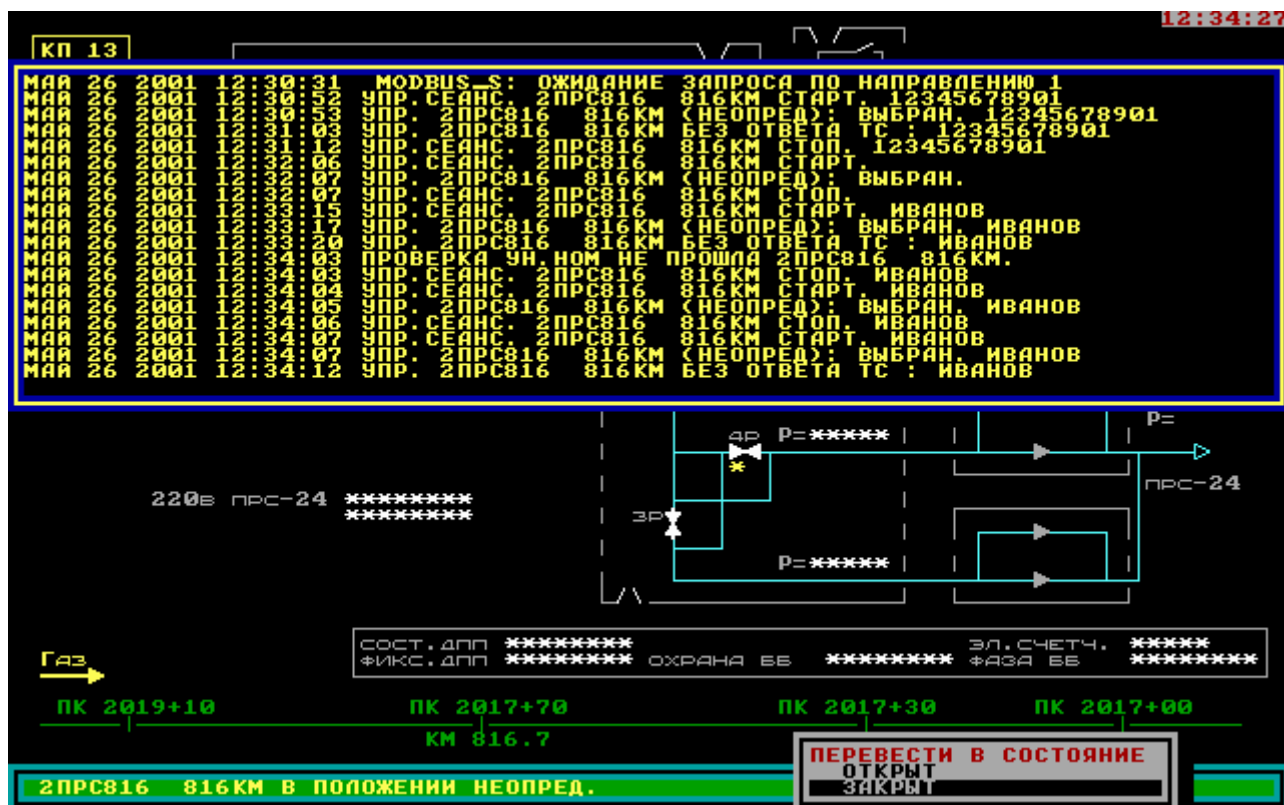 12:34:27
КП 13
МАЙ 26 2001 12:30:31 MODBUS_S: ОЖИДАНИЕ ЗАПРОСА ПО НАПРАВЛЕНИЮ 1
МАЙ 26 2001 12:30:52 УПР.СЕАНС. 2ПРС816 816КМ СТАРТ. 12345678901
МАЙ 26 2001 12:30:53 УПР. 2ПРС816 816КМ (НЕОПРЕД): ВЫБРАН. 12345678901
МАЙ 26 2001 12:31:03 УПР. 2ПРС816 816КМ БЕЗ ОТВЕТА ТС : 12345678901
МАЙ 26 2001 12:31:12 УПР.СЕАНС. 2ПРС816 816КМ СТОП. 12345678901
МАЙ 26 2001 12:32:06 УПР.СЕАНС. 2ПРС816 816КМ СТАРТ.
МАЙ 26 2001 12:32:07 УПР. 2ПРС816 816КМ (НЕОПРЕД): ВЫБРАН.
МАЙ 26 2001 12:32:07 УПР.СЕАНС. 2ПРС816 816КМ СТОП.
МАЙ 26 2001 12:33:15 УПР.СЕАНС. 2ПРС816 816КМ СТАРТ. ИВАНОВ
МАЙ 26 2001 12:33:17 УПР. 2ПРС816 816КМ (НЕОПРЕД): ВЫБРАН. ИВАНОВ
МАЙ 26 2001 12:33:20 УПР. 2ПРС816 816КМ БЕЗ ОТВЕТА ТС : ИВАНОВ
МАЙ 26 2001 12:34:03 ПРОВЕРКА УН.НОМ НЕ ПРОШЛА 2ПРС816 816КМ.
МАЙ 26 2001 12:34:03 УПР.СЕАНС. 2ПРС816 816КМ СТОП. ИВАНОВ
МАЙ 26 2001 12:34:04 УПР.СЕАНС. 2ПРС816 816КМ СТАРТ. ИВАНОВ
МАЙ 26 2001 12:34:05 УПР. 2ПРС816 816КМ (НЕОПРЕД): ВЫБРАН. ИВАНОВ
МАЙ 26 2001 12:34:06 УПР.СЕАНС. 2ПРС816 816КМ СТОП. ИВАНОВ
МАЙ 26 2001 12:34:07 УПР.СЕАНС. 2ПРС816 816КМ СТАРТ. ИВАНОВ
МАЙ 26 2001 12:34:07 УПР. 2ПРС816 816КМ (НЕОПРЕД): ВЫБРАН. ИВАНОВ
МАЙ 26 2001 12:34:12 УПР. 2ПРС816 816КМ БЕЗ ОТВЕТА ТС : ИВАНОВ
P=
4Р P=*****
*
ПРС-24
220В ПРС-24 ********
********
3Р
P=*****
СОСТ.ДПП ******** ЭЛ.СЧЕТЧ. *****
ФИКС.ДПП ******** ОХРАНА ББ ******** ФАЗА ББ ********
Газ
ПК 2019+10 ПК 2017+70 ПК 2017+30 ПК 2017+00
КМ 816.7
ПЕРЕВЕСТИ В СОСТОЯНИЕ
ОТКРЫТ
ЗАКРЫТ
2ПРС816 816КМ В ПОЛОЖЕНИИ НЕОПРЕД.